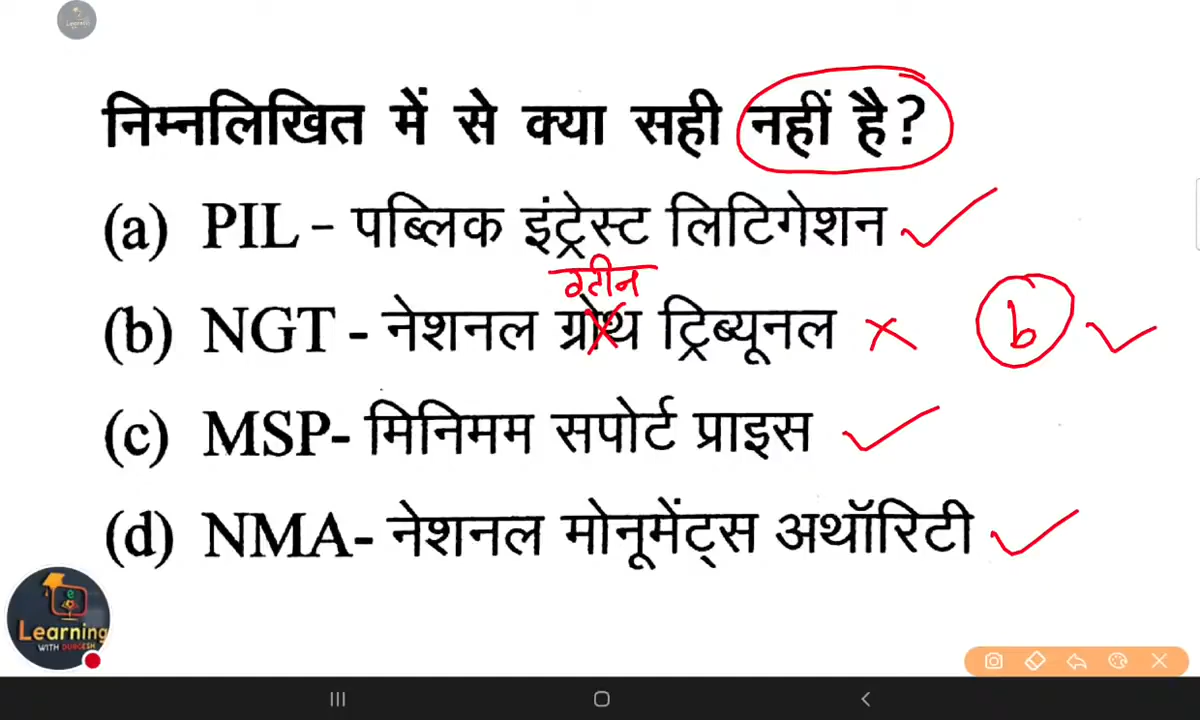 निम्नलिखित में से क्या सही नहीं है?
(a) PIL - पब्लिक इंट्रेस्ट लिटिगेशन
(b) NGT - नेशनल ग्रोथ ट्रिब्यूनल
b
(c) MSP- मिनिमम सपोर्ट प्राइस
(d) NMA- नेशनल मोनूमेंट्स अथॉरिटी
Learning
WITH DURGESH